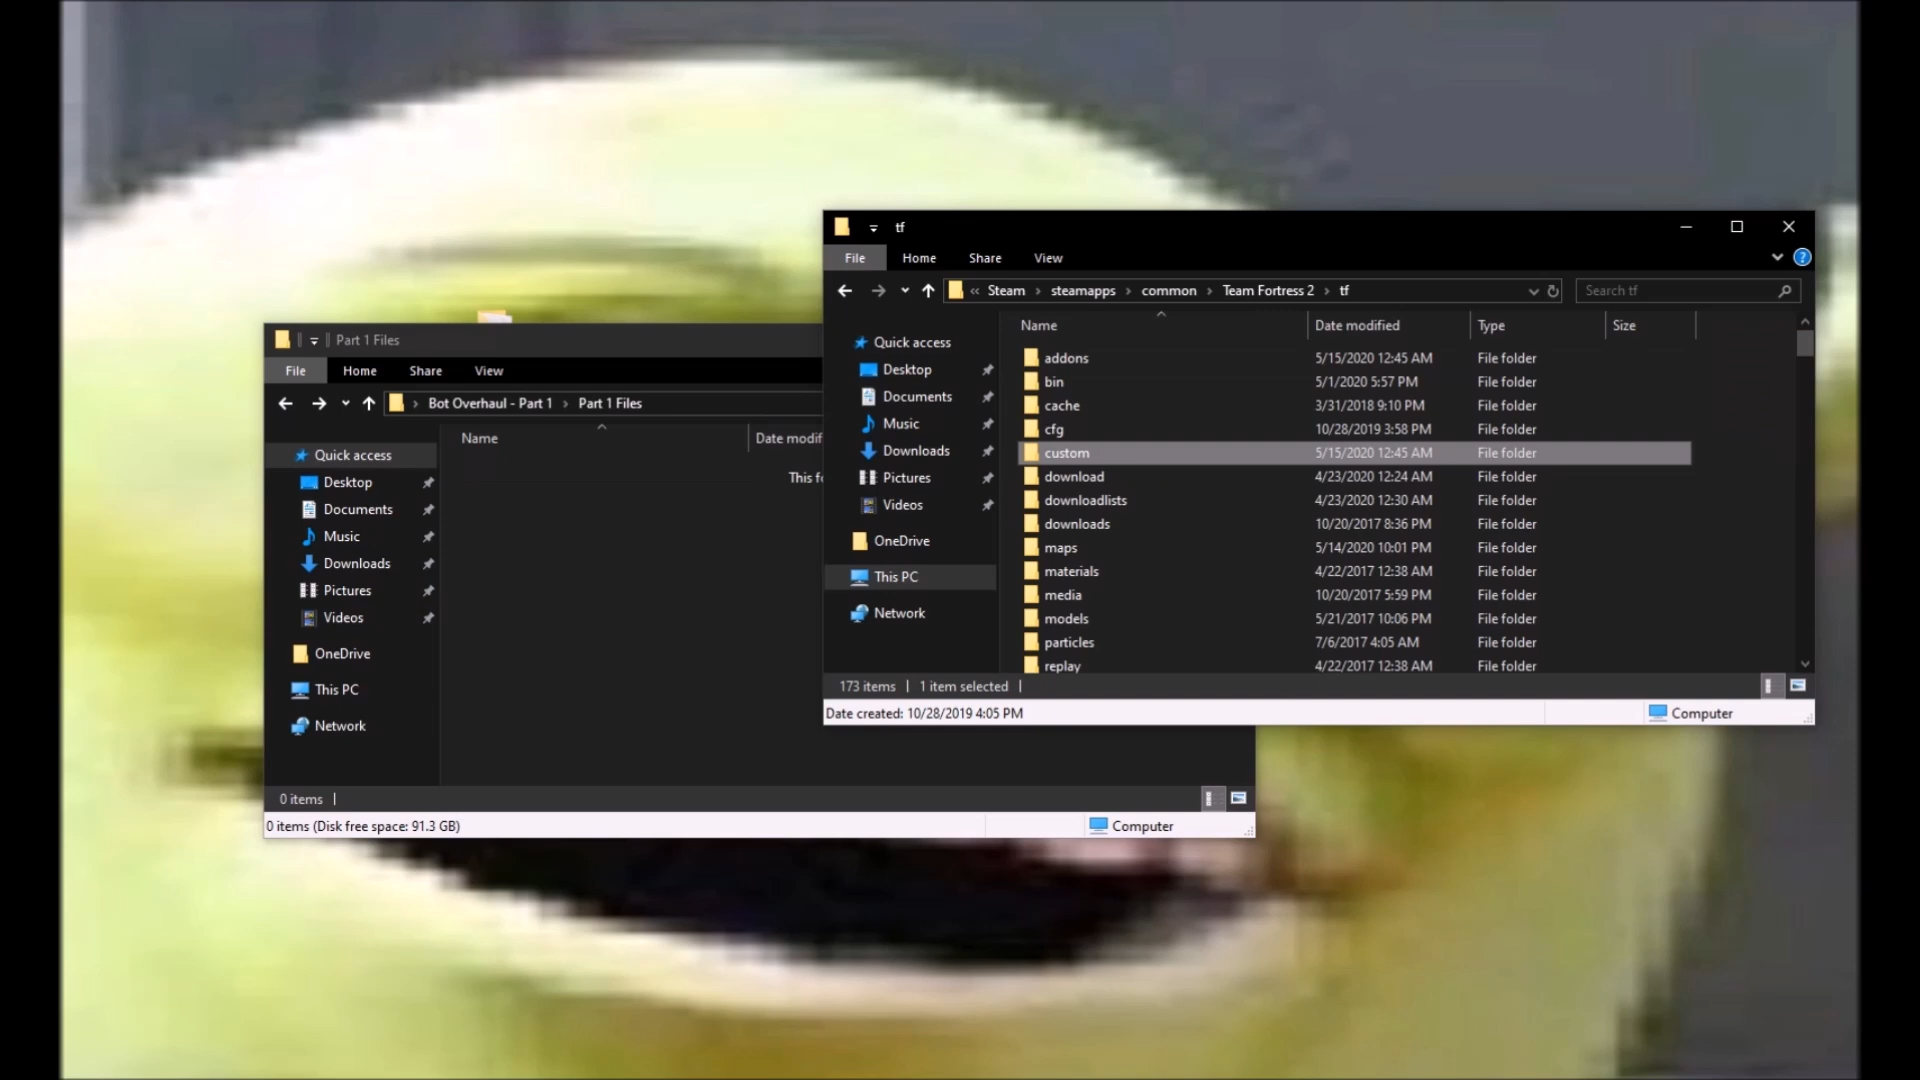 tf
File Home Share View
« Steam › steamapps › common › Team Fortress 2 › tf
Search tf
Quick access
Desktop
Documents
Music
Downloads
Pictures
Videos
OneDrive
This PC
Network
Name Date modified Type Size
addons 5/15/2020 12:45 AM File folder
bin 5/1/2020 5:57 PM File folder
cache 3/31/2018 9:10 PM File folder
cfg 10/28/2019 3:58 PM File folder
custom 5/15/2020 12:45 AM File folder
download 4/23/2020 12:24 AM File folder
downloadlists 4/23/2020 12:30 AM File folder
downloads 10/20/2017 8:36 PM File folder
maps 5/14/2020 10:01 PM File folder
materials 4/22/2017 12:38 AM File folder
media 10/20/2017 5:59 PM File folder
models 5/21/2017 10:06 PM File folder
particles 7/6/2017 4:05 AM File folder
replay 4/22/2017 12:38 AM File folder
173 items | 1 item selected |
Date created: 10/28/2019 4:05 PM
Computer
Part 1 Files
File Home Share View
› Bot Overhaul - Part 1 › Part 1 Files
Quick access
Desktop
Documents
Music
Downloads
Pictures
Videos
OneDrive
This PC
Network
Name Date modif
This f
0 items |
0 items (Disk free space: 91.3 GB)
Computer